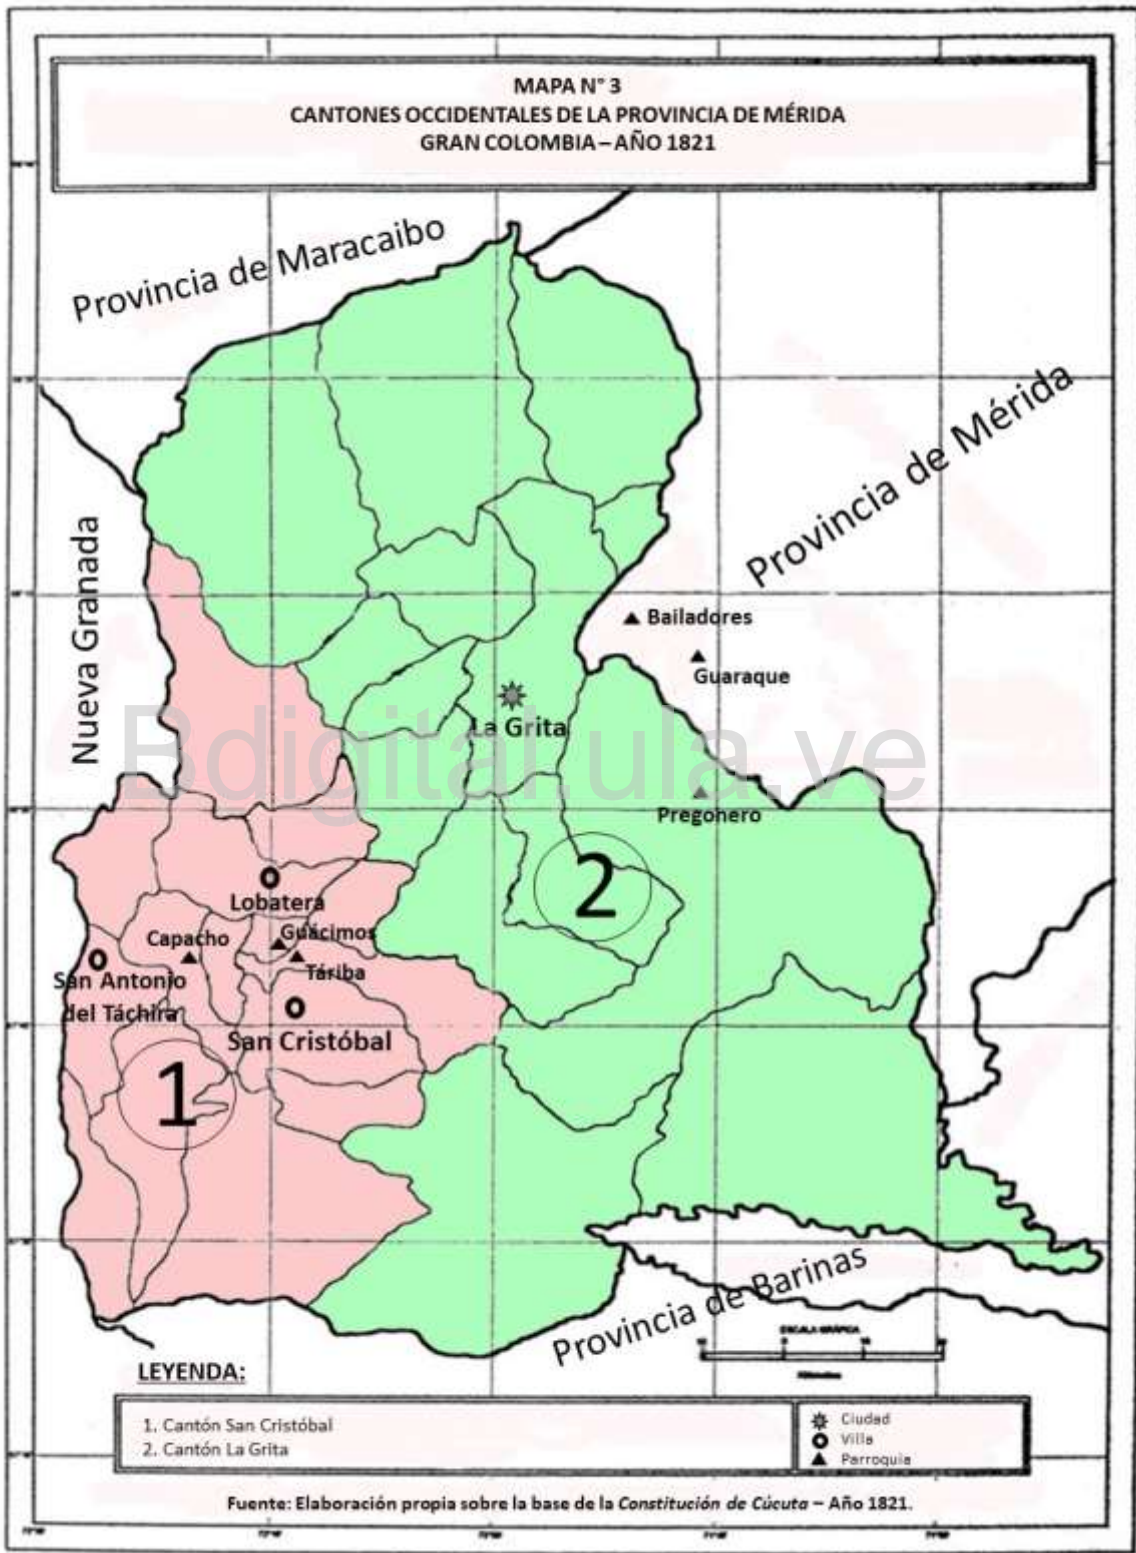 MAPA N° 3
CANTONES OCCIDENTALES DE LA PROVINCIA DE MÉRIDA
GRAN COLOMBIA – AÑO 1821
Provincia de Maracaibo
Provincia de Mérida
Nueva Granada
Bailadores
Guaraque
La Grita
Bdigital.ula.ve
Pregonero
2
Lobatera
Guácimos
Capacho
Táriba
San Antonio
del Táchira
San Cristóbal
1
Provincia de Barinas
ESCALA GRÁFICA
LEYENDA:
1. Cantón San Cristóbal
2. Cantón La Grita
Ciudad
Villa
Parroquia
Fuente: Elaboración propia sobre la base de la Constitución de Cúcuta – Año 1821.